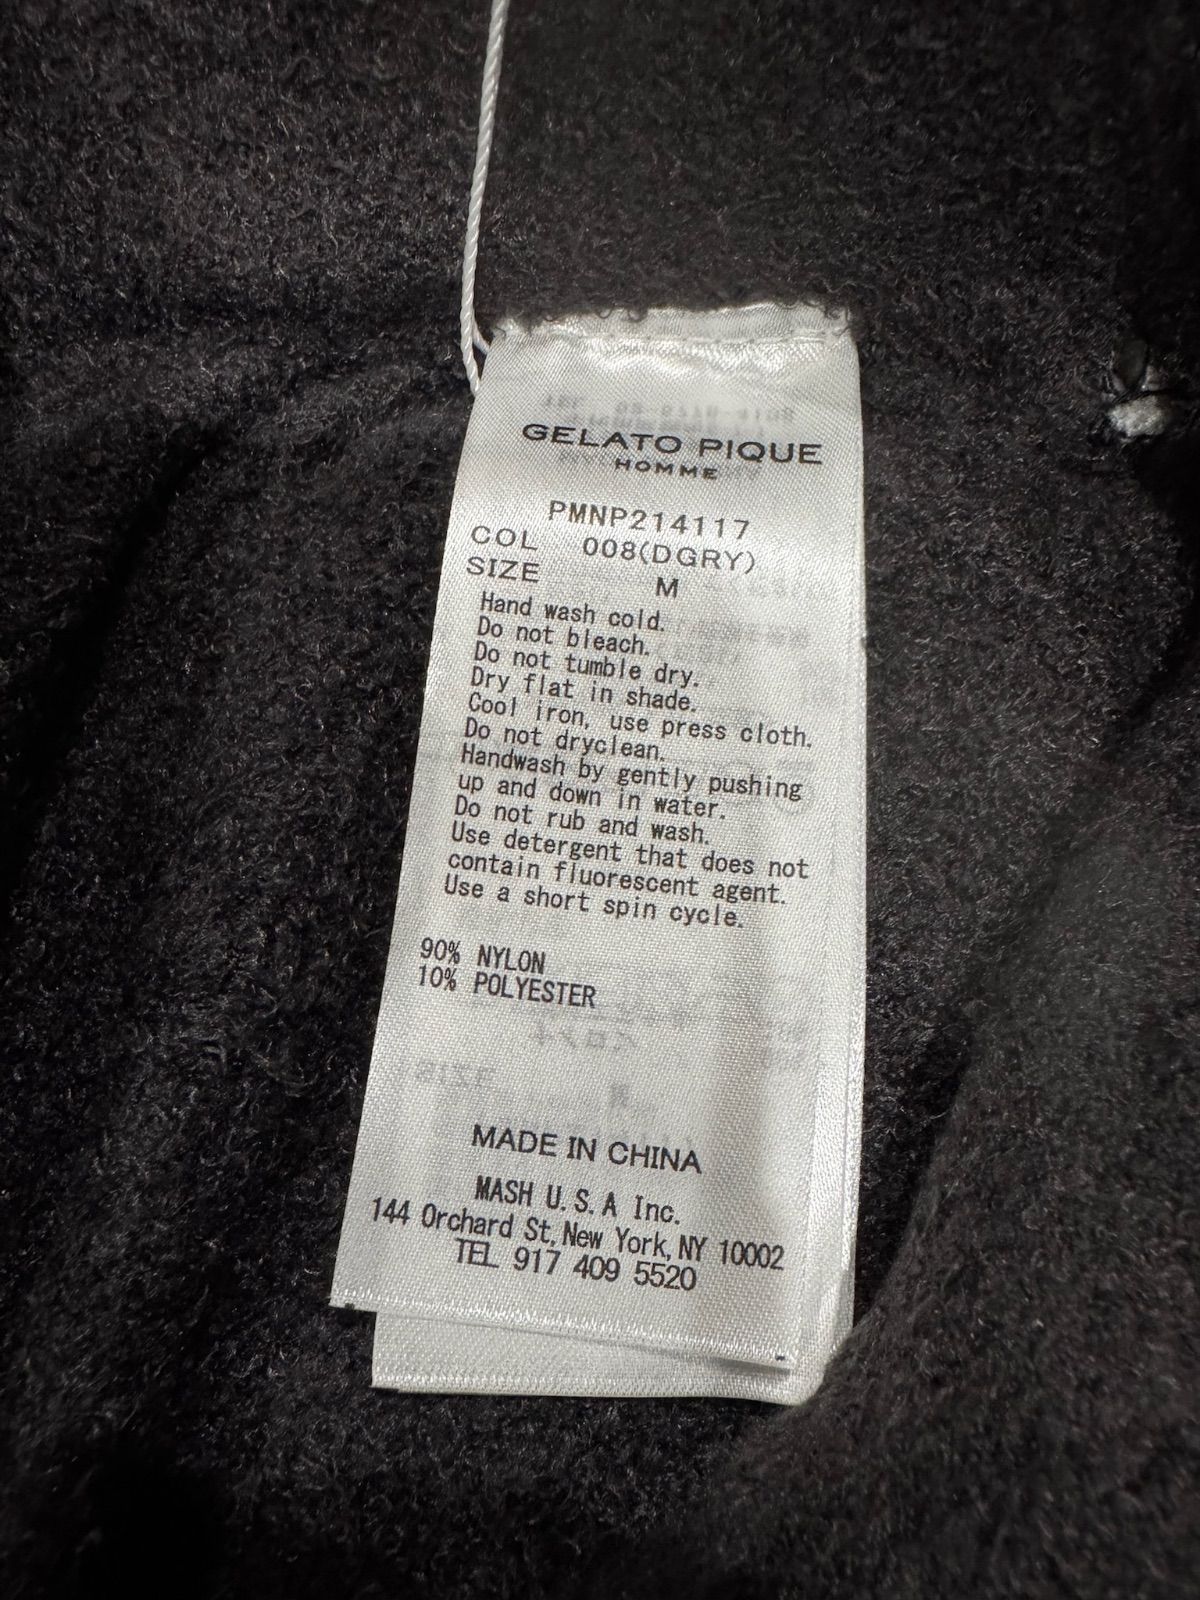 GELATO PIQUE
HOMME
PMNP214117
COL 008(DGRY)
SIZE M
Hand wash cold.
Do not bleach.
Do not tumble dry.
Dry flat in shade.
Cool iron, use press cloth.
Do not dryclean.
Handwash by gently pushing
up and down in water.
Do not rub and wash.
Use detergent that does not
contain fluorescent agent.
Use a short spin cycle.
90% NYLON
10% POLYESTER
MADE IN CHINA
MASH U.S.A Inc.
144 Orchard St, New York, NY 10002
TEL 917 409 5520